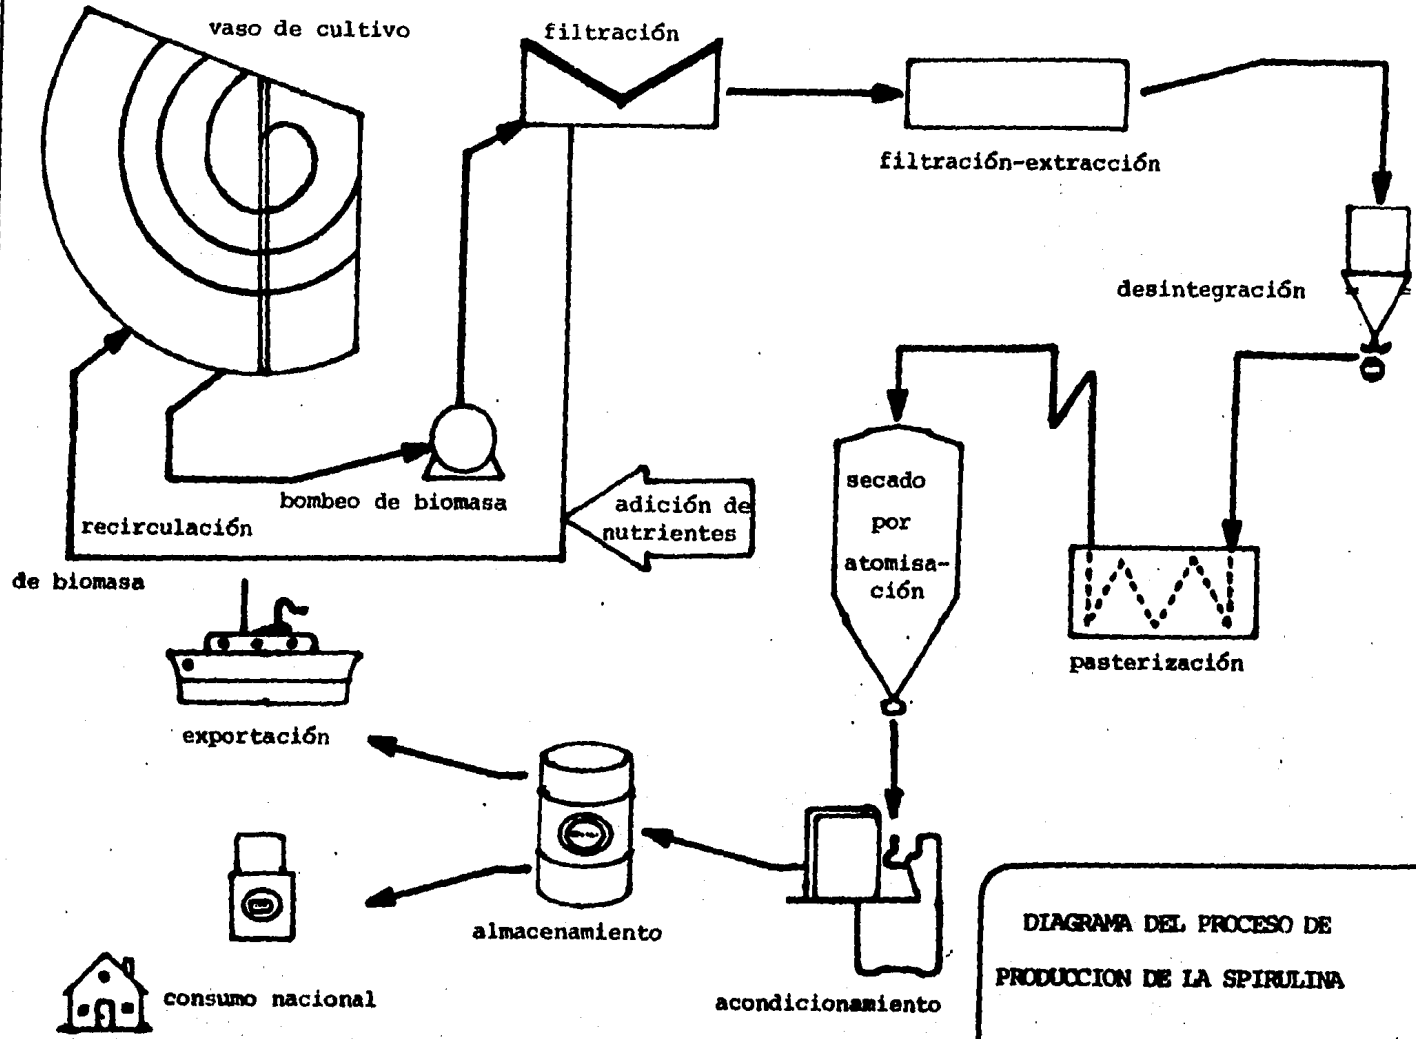 vaso de cultivo
filtración
filtración-extracción
desintegración
bombeo de biomasa
adición de
nutrientes
recirculación
de biomasa
secado
por
atomisa-
ción
pasterización
exportación
almacenamiento
consumo nacional
acondicionamiento
DIAGRAMA DEL PROCESO DE
PRODUCCION DE LA SPIRULINA